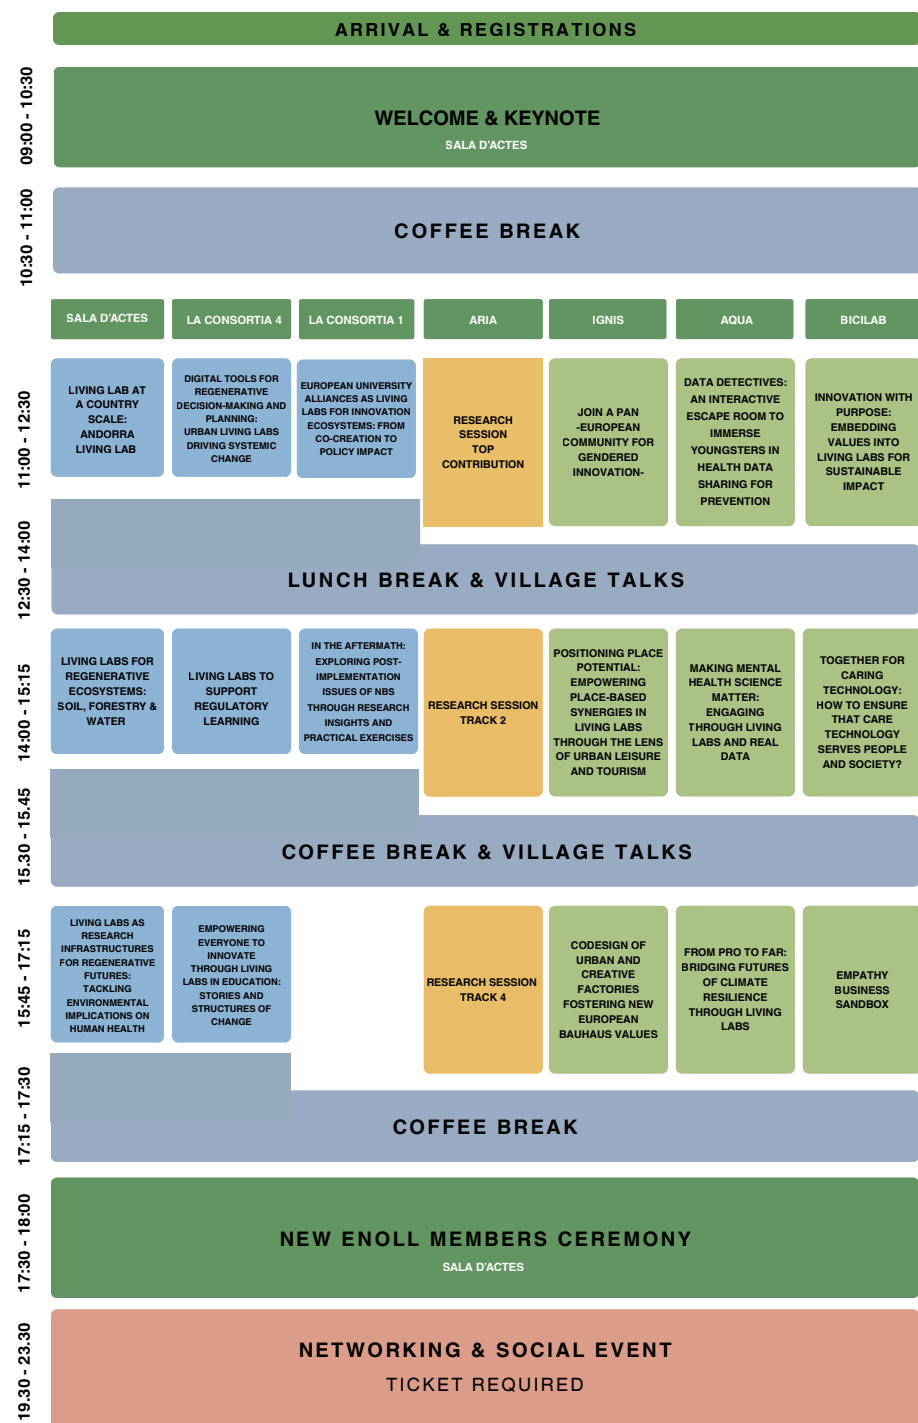 ARRIVAL & REGISTRATIONS
09:00 - 10:30
WELCOME & KEYNOTE
SALA D'ACTES
10:30 - 11:00
COFFEE BREAK
SALA D'ACTES
LA CONSORTIA 4
LA CONSORTIA 1
ARIA
IGNIS
AQUA
BICILAB
11:00 - 12:30
LIVING LAB AT
A COUNTRY
SCALE:
ANDORRA
LIVING LAB
DIGITAL TOOLS FOR
REGENERATIVE
DECISION-MAKING AND
PLANNING:
URBAN LIVING LABS
DRIVING SYSTEMIC
CHANGE
EUROPEAN UNIVERSITY
ALLIANCES AS LIVING
LABS FOR INNOVATION
ECOSYSTEMS: FROM
CO-CREATION TO
POLICY IMPACT
RESEARCH
SESSION
TOP
CONTRIBUTION
JOIN A PAN
-EUROPEAN
COMMUNITY FOR
GENDERED
INNOVATION-
DATA DETECTIVES:
AN INTERACTIVE
ESCAPE ROOM TO
IMMERSE
YOUNGSTERS IN
HEALTH DATA
SHARING FOR
PREVENTION
INNOVATION WITH
PURPOSE:
EMBEDDING
VALUES INTO
LIVING LABS FOR
SUSTAINABLE
IMPACT
12:30 - 14:00
LUNCH BREAK & VILLAGE TALKS
14:00 - 15:15
LIVING LABS FOR
REGENERATIVE
ECOSYSTEMS:
SOIL, FORESTRY &
WATER
LIVING LABS TO
SUPPORT
REGULATORY
LEARNING
IN THE AFTERMATH:
EXPLORING POST-
IMPLEMENTATION
ISSUES OF NBS
THROUGH RESEARCH
INSIGHTS AND
PRACTICAL EXERCISES
RESEARCH SESSION
TRACK 2
POSITIONING PLACE
POTENTIAL:
EMPOWERING
PLACE-BASED
SYNERGIES IN
LIVING LABS
THROUGH THE LENS
OF URBAN LEISURE
AND TOURISM
MAKING MENTAL
HEALTH SCIENCE
MATTER:
ENGAGING
THROUGH LIVING
LABS AND REAL
DATA
TOGETHER FOR
CARING
TECHNOLOGY:
HOW TO ENSURE
THAT CARE
TECHNOLOGY
SERVES PEOPLE
AND SOCIETY?
15.30 - 15.45
COFFEE BREAK & VILLAGE TALKS
15:45 - 17:15
LIVING LABS AS
RESEARCH
INFRASTRUCTURES
FOR REGENERATIVE
FUTURES:
TACKLING
ENVIRONMENTAL
IMPLICATIONS ON
HUMAN HEALTH
EMPOWERING
EVERYONE TO
INNOVATE
THROUGH LIVING
LABS IN EDUCATION:
STORIES AND
STRUCTURES OF
CHANGE
RESEARCH SESSION
TRACK 4
CODESIGN OF
URBAN AND
CREATIVE
FACTORIES
FOSTERING NEW
EUROPEAN
BAUHAUS VALUES
FROM PRO TO FAR:
BRIDGING FUTURES
OF CLIMATE
RESILIENCE
THROUGH LIVING
LABS
EMPATHY
BUSINESS
SANDBOX
17:15 - 17:30
COFFEE BREAK
17:30 - 18:00
NEW ENOLL MEMBERS CEREMONY
SALA D'ACTES
19.30 - 23.30
NETWORKING & SOCIAL EVENT
TICKET REQUIRED